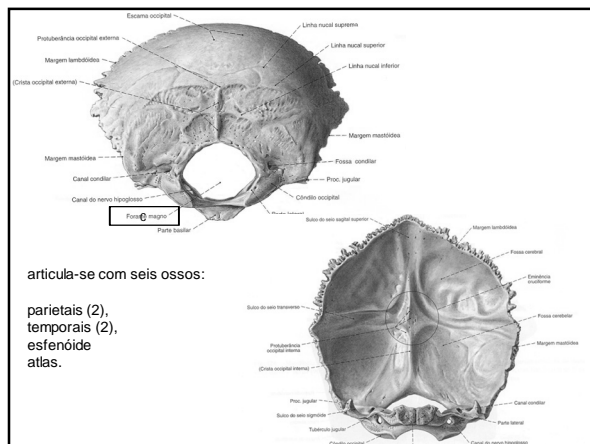 Escama occipital
Protuberância occipital externa
Margem lambdóidea
(Crista occipital externa)
Margem mastóidea
Canal condilar
Canal do nervo hipoglosso
Forame magno
Parte basilar
Linha nucal suprema
Linha nucal superior
Linha nucal inferior
Margem mastóidea
Fossa condilar
Proc. jugular
Côndilo occipital
Parte lateral
articula-se com seis ossos:
parietais (2),
temporais (2),
esfenóide
atlas.
Sulco do seio sagital superior
Sulco do seio transverso
Protuberância
occipital interna
(Crista occipital interna)
Proc. jugular
Sulco do seio sigmóide
Tubérculo jugular
Côndilo occipital
Margem lambdóidea
Fossa cerebral
Eminência
cruciforme
Fossa cerebelar
Margem mastóidea
Canal condilar
Parte lateral
Canal do nervo hipoglosso